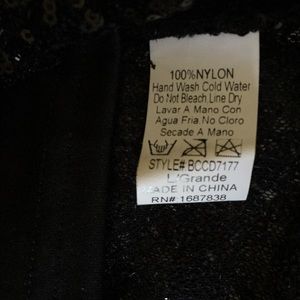 100%NYLON
Hand Wash Cold Water
Do Not Bleach.Line Dry
Lavar A Mano Con
Agua Fria.No Cloro
Secade A Mano
STYLE#:BCCD7177
L'Grande
MADE IN CHINA
RN# 1687838